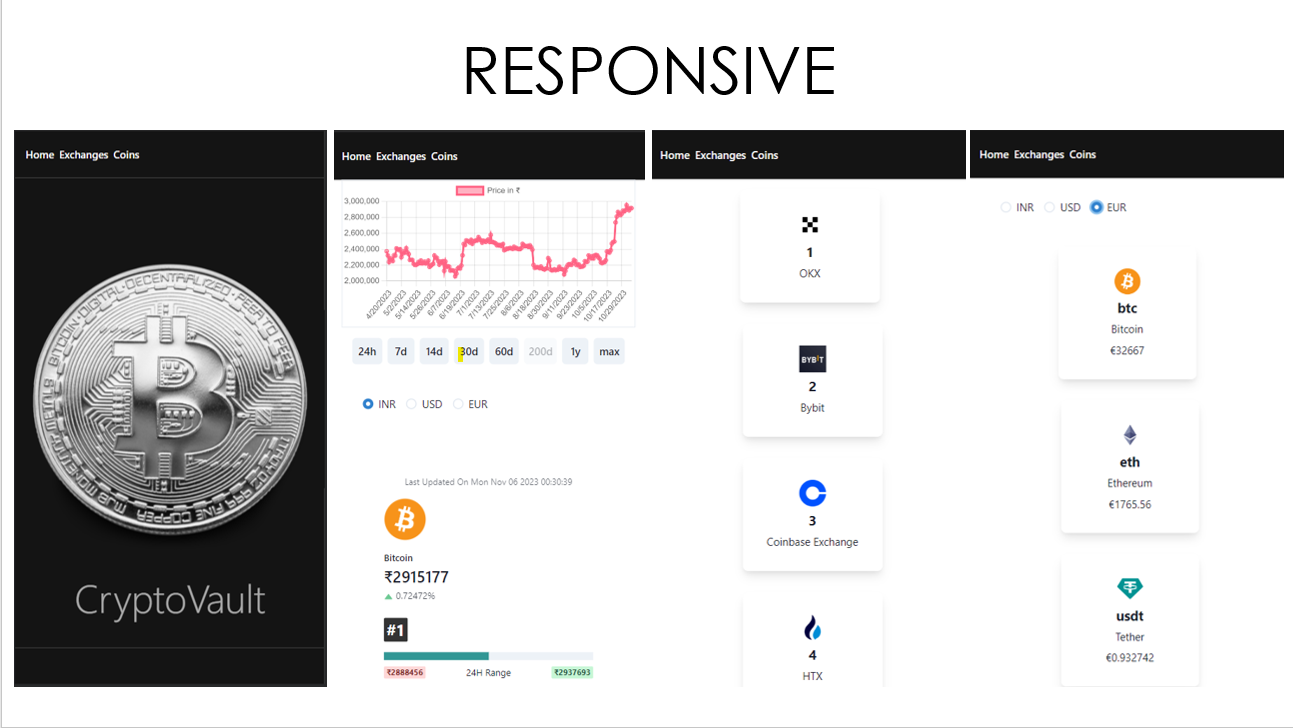 RESPONSIVE
Home Exchanges Coins
BITCOIN·DIGITAL·DECENTRALIZED·PEER TO PEER
CryptoVault
Home Exchanges Coins
Price in ₹
3,000,000
2,800,000
2,600,000
2,400,000
2,200,000
2,000,000
4/20/2023
5/2/2023
5/14/2023
5/26/2023
6/7/2023
6/19/2023
7/1/2023
7/13/2023
7/25/2023
8/6/2023
8/18/2023
8/30/2023
9/11/2023
9/23/2023
10/5/2023
10/17/2023
10/29/2023
24h 7d 14d 30d 60d 200d 1y max
INR USD EUR
Last Updated On Mon Nov 06 2023 00:30:39
Bitcoin
₹2915177
0.72472%
#1
₹2888456 24H Range ₹2937693
Home Exchanges Coins
1
OKX
BYBIT
2
Bybit
3
Coinbase Exchange
4
HTX
Home Exchanges Coins
INR USD EUR
btc
Bitcoin
€32667
eth
Ethereum
€1765.56
usdt
Tether
€0.932742